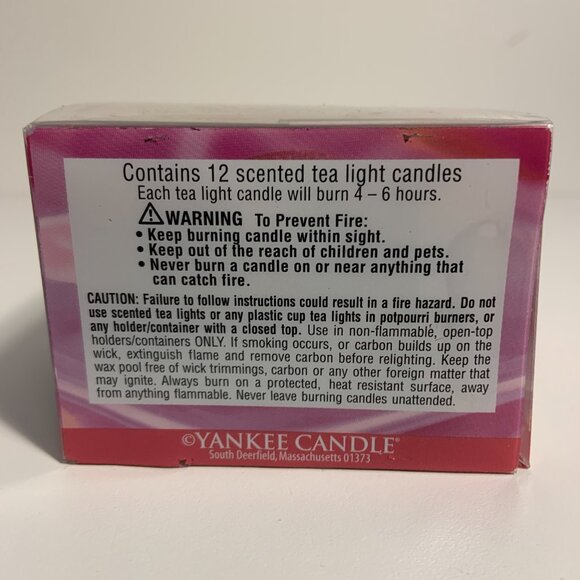 Contains 12 scented tea light candles
Each tea light candle will burn 4 – 6 hours.
⚠WARNING To Prevent Fire:
• Keep burning candle within sight.
• Keep out of the reach of children and pets.
• Never burn a candle on or near anything that
can catch fire.
CAUTION: Failure to follow instructions could result in a fire hazard. Do not
use scented tea lights or any plastic cup tea lights in potpourri burners, or
any holder/container with a closed top. Use in non-flammable, open-top
holders/containers ONLY. If smoking occurs, or carbon builds up on the
wick, extinguish flame and remove carbon before relighting. Keep the
wax pool free of wick trimmings, carbon or any other foreign matter that
may ignite. Always burn on a protected, heat resistant surface, away
from anything flammable. Never leave burning candles unattended.
©YANKEE CANDLE®
South Deerfield, Massachusetts 01373